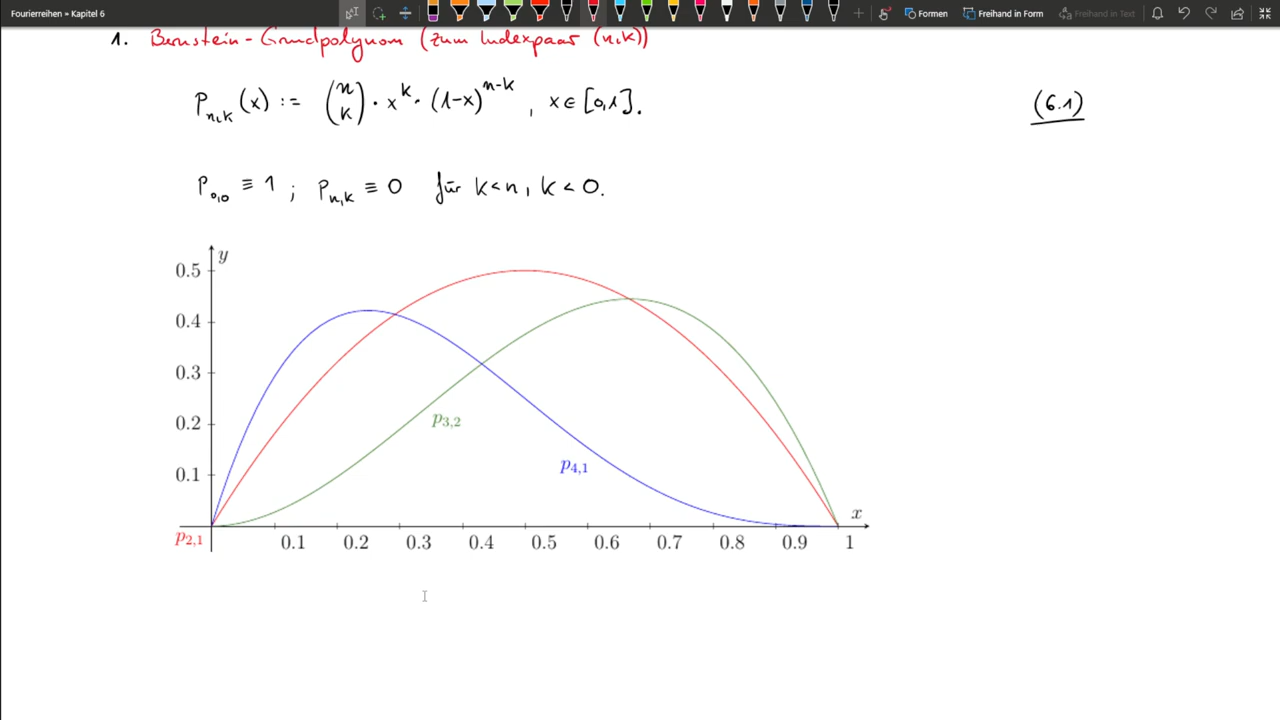 Fourierreihen » Kapitel 6
Formen Freihand in Form Freihand in Text
1. Bernstein-Grundpolynom (zum Indexpaar (n,k))
P_{n,k}(x) := \binom{n}{k} · x^k · (1-x)^{n-k}, x ∈ [0,1]. (6.1)
P_{0,0} ≡ 1 ; P_{n,k} ≡ 0 für k<n, k<0.
y
0.5
0.4
0.3
0.2
p_{3,2}
p_{4,1}
0.1
x
p_{2,1}
0.1 0.2 0.3 0.4 0.5 0.6 0.7 0.8 0.9 1